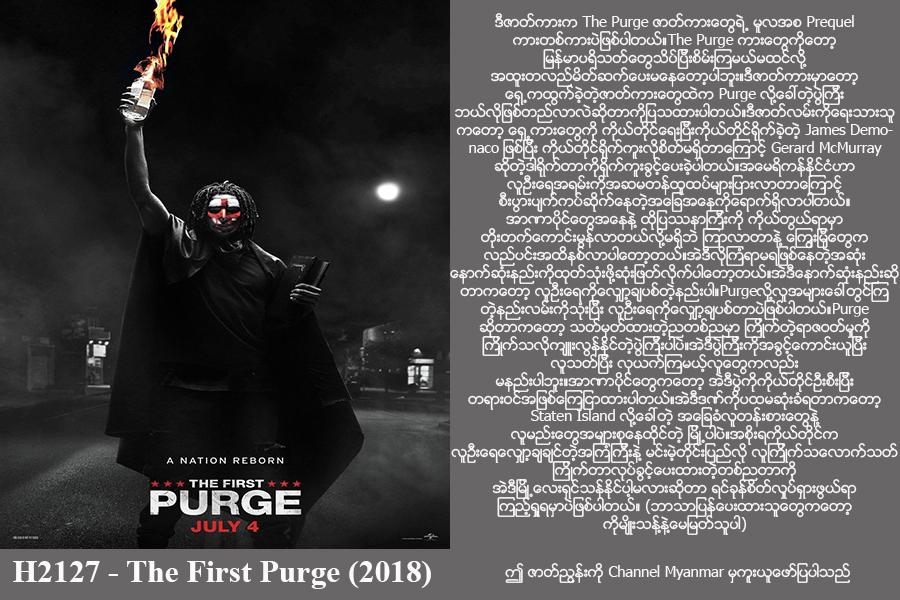 A NATION REBORN
THE FIRST
PURGE
JULY 4
H2127 - The First Purge (2018)
ဒီဇာတ်ကားက The Purge ဇာတ်ကားတွေရဲ့ မူလအစ Prequel
ကားတစ်ကားပဲဖြစ်ပါတယ်။The Purge ကားတွေကိုတော့
မြန်မာပရိသတ်တွေသိပ်ပြီးစိမ်းကြမယ်မထင်လို့
အထူးတလည်မိတ်ဆက်ပေးမနေတော့ပါဘူး။ဒီဇာတ်ကားမှာတော့
ရှေ့ကထွက်ခဲ့တဲ့ဇာတ်ကားတွေထဲက Purge လို့ခေါ်တဲ့ပွဲကြီး
ဘယ်လိုဖြစ်တည်လာလဲဆိုတာကိုပြသထားပါတယ်။ဒီဇာတ်လမ်းကိုရေးသားသူ
ကတော့ ရှေ့ကားတွေကို ကိုယ်တိုင်ရေးပြီးကိုယ်တိုင်ရိုက်ခဲ့တဲ့ James Demo-
naco ဖြစ်ပြီး ကိုယ်တိုင်ရိုက်ကူးလိုစိတ်မရှိတာကြောင့် Gerard McMurray
ဆိုတဲ့ဒါရိုက်တာကိုရိုက်ကူးခွင့်ပေးခဲ့ပါတယ်။အမေရိကန်နိုင်ငံဟာ
လူဦးရေအရမ်းကိုအဆမတန်ထူထပ်များပြားလာတာကြောင့်
စီးပွားပျက်ကပ်ဆိုက်နေတဲ့အခြေအနေကိုရောက်ရှိလာပါတယ်။
အာဏာပိုင်တွေအနေနဲ့ ထိုပြဿနာကြီးကို ကိုယ်တွယ်ရာမှာ
တိုးတက်ကောင်းမွန်လာတယ်လို့မရှိဘဲ ကြာလာတာနဲ့ ကြွေးမြီတွေက
လည်ပင်းအထိနစ်လာပါတော့တယ်။အဲဒီလိုကြံရာမရဖြစ်နေတဲ့အဆုံး
နောက်ဆုံးနည်းကိုထုတ်သုံးဖို့ဆုံးဖြတ်လိုက်ပါတော့တယ်။အဲဒီနောက်ဆုံးနည်းဆို
တာကတော့ လူဦးရေကိုလျှော့ချပစ်တဲ့နည်းပါ။Purgeလို့လူအများခေါ်တွင်ကြ
တဲ့နည်းလမ်းကိုသုံးပြီး လူဦးရေကိုလျှော့ချပစ်တာပဲဖြစ်ပါတယ်။Purge
ဆိုတာကတော့ သတ်မှတ်ထားတဲ့ညတစ်ညမှာ ကြိုက်တဲ့ရာဇဝတ်မှုကို
ကြိုက်သလိုကျူးလွန်နိုင်တဲ့ပွဲကြီးပါပဲ။အဲဒီပွဲကြီးကိုအခွင့်ကောင်းယူပြီး
လူသတ်ပြီး လုယက်ကြမယ့်လူတွေကလည်း
မနည်းပါဘူး။အာဏာပိုင်တွေကတော့ အဲဒီပွဲကိုကိုယ်တိုင်ဦးစီးပြီး
တရားဝင်အဖြစ်ကြေငြာထားပါတယ်။အဲဒီဒဏ်ကိုပထမဆုံးခံရတာကတော့
Staten Island လို့ခေါ်တဲ့ အခြေခံလူတန်းစားတွေနဲ့
လူမည်းတွေအများစုနေထိုင်တဲ့ မြို့ပါပဲ။အစိုးရကိုယ်တိုင်က
လူဦးရေလျှော့ချချင်တဲ့အကြံကြီးနဲ့ မင်းမဲ့တိုင်းပြည်လို လူကြိုက်သလောက်သတ်
ကြိုက်တာလုပ်ခွင့်ပေးထားတဲ့တစ်ညတာကို
အဲဒီမြို့လေးရှင်သန်နိုင်ပါ့မလားဆိုတာ ရင်ခုန်စိတ်လှုပ်ရှားဖွယ်ရာ
ကြည့်ရှုရမှာပဲဖြစ်ပါတယ်။ (ဘာသာပြန်ပေးထားသူတွေကတော့
ကိုမျိုးသန့်နဲ့မေမြတ်သူပါ)
ဤ ဇာတ်ညွှန်းကို Channel Myanmar မှကူးယူဖော်ပြပါသည်